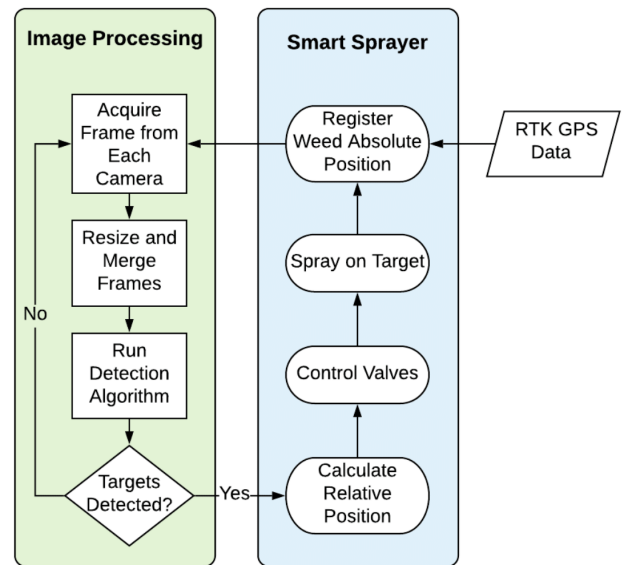 Image Processing
Acquire
Frame from
Each
Camera
Resize and
Merge
Frames
Run
Detection
Algorithm
Targets
Detected?
No
Yes
Smart Sprayer
Register
Weed Absolute
Position
Spray on Target
Control Valves
Calculate
Relative
Position
RTK GPS
Data